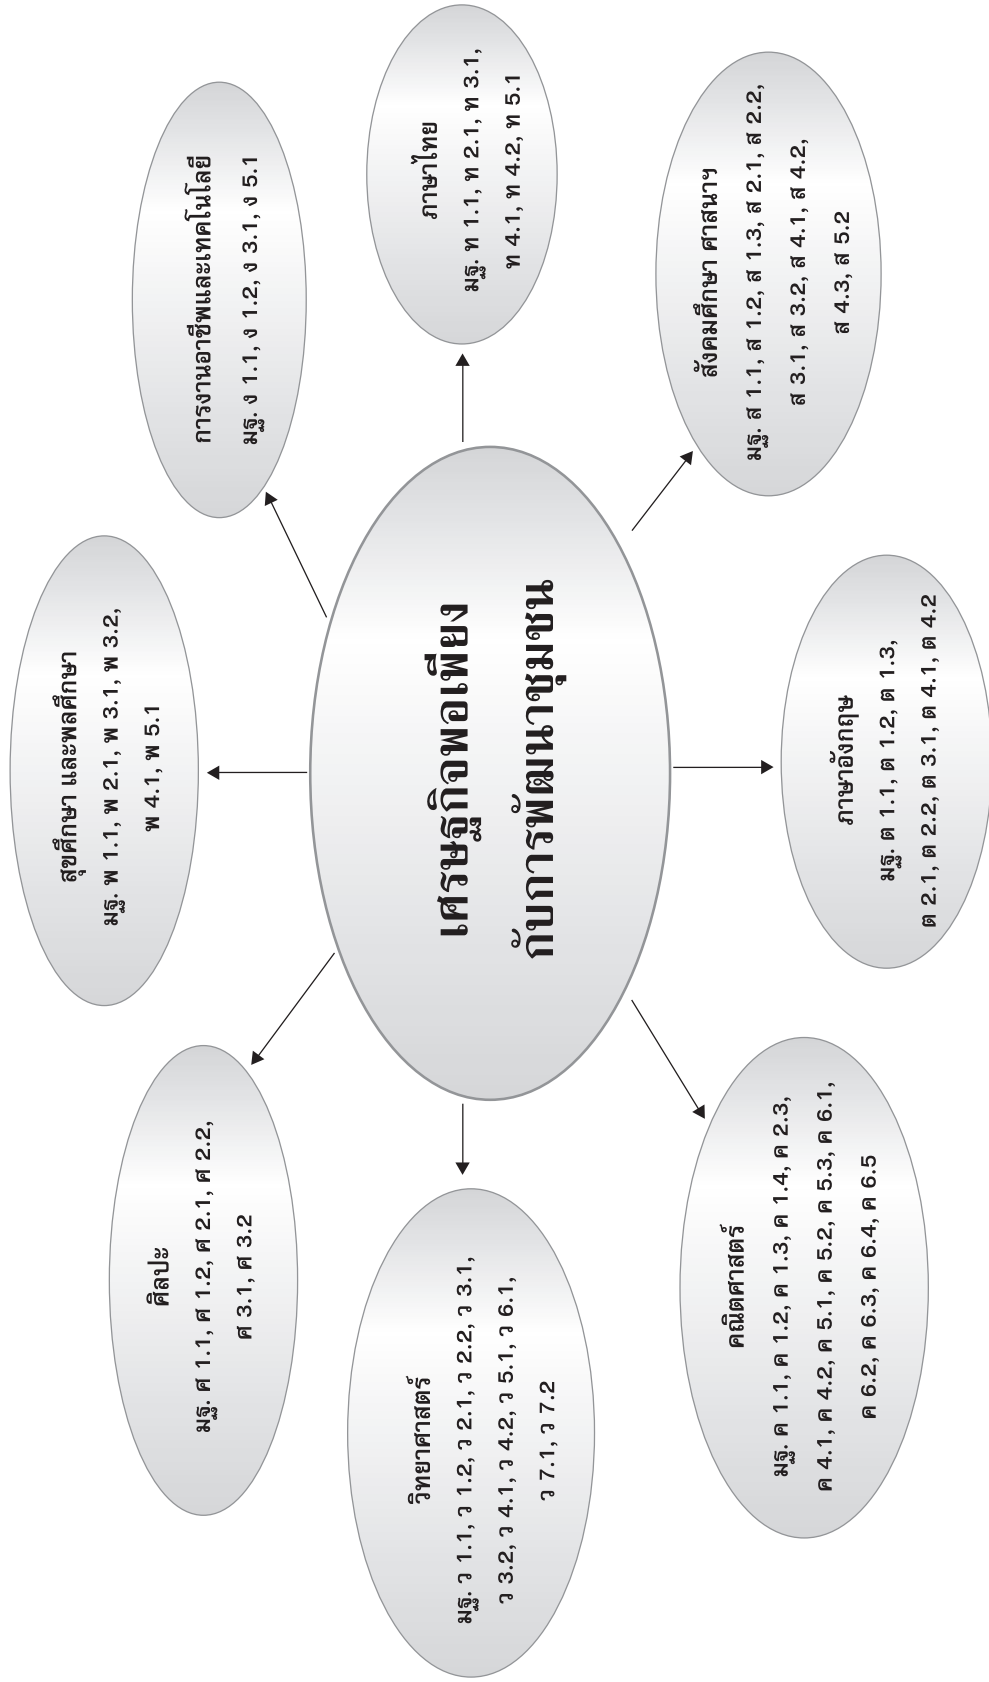 สุขศึกษา และพลศึกษา
มฐ. พ 1.1, พ 2.1, พ 3.1, พ 3.2,
พ 4.1, พ 5.1
การงานอาชีพและเทคโนโลยี
มฐ. ง 1.1, ง 1.2, ง 3.1, ง 5.1
ภาษาไทย
มฐ. ท 1.1, ท 2.1, ท 3.1,
ท 4.1, ท 4.2, ท 5.1
สังคมศึกษา ศาสนาฯ
มฐ. ส 1.1, ส 1.2, ส 1.3, ส 2.1, ส 2.2,
ส 3.1, ส 3.2, ส 4.1, ส 4.2,
ส 4.3, ส 5.2
ภาษาอังกฤษ
มฐ. ต 1.1, ต 1.2, ต 1.3,
ต 2.1, ต 2.2, ต 3.1, ต 4.1, ต 4.2
คณิตศาสตร์
มฐ. ค 1.1, ค 1.2, ค 1.3, ค 1.4, ค 2.3,
ค 4.1, ค 4.2, ค 5.1, ค 5.2, ค 5.3, ค 6.1,
ค 6.2, ค 6.3, ค 6.4, ค 6.5
วิทยาศาสตร์
มฐ. ว 1.1, ว 1.2, ว 2.1, ว 2.2, ว 3.1,
ว 3.2, ว 4.1, ว 4.2, ว 5.1, ว 6.1,
ว 7.1, ว 7.2
ศิลปะ
มฐ. ศ 1.1, ศ 1.2, ศ 2.1, ศ 2.2,
ศ 3.1, ศ 3.2
เศรษฐกิจพอเพียง
กับการพัฒนาชุมชน